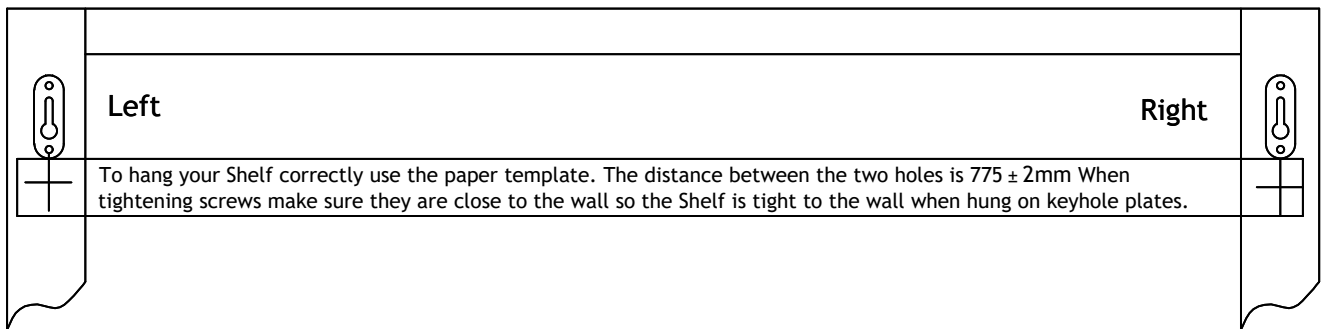 Left
Right
To hang your Shelf correctly use the paper template. The distance between the two holes is 775 ± 2mm When
tightening screws make sure they are close to the wall so the Shelf is tight to the wall when hung on keyhole plates.